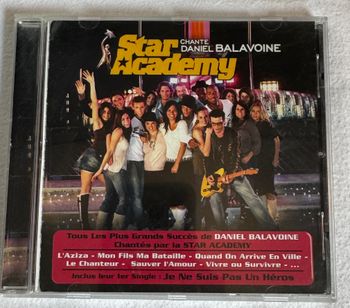 Star
Academy
CHANTE
DANIEL BALAVOINE
Tous Les Plus Grands Succès de DANIEL BALAVOINE
Chantés par la STAR ACADEMY
L'Aziza - Mon Fils Ma Bataille - Quand On Arrive En Ville -
Le Chanteur - Sauver l'Amour - Vivre ou Survivre - ...
Inclus leur 1er Single : Je Ne Suis Pas Un Héros